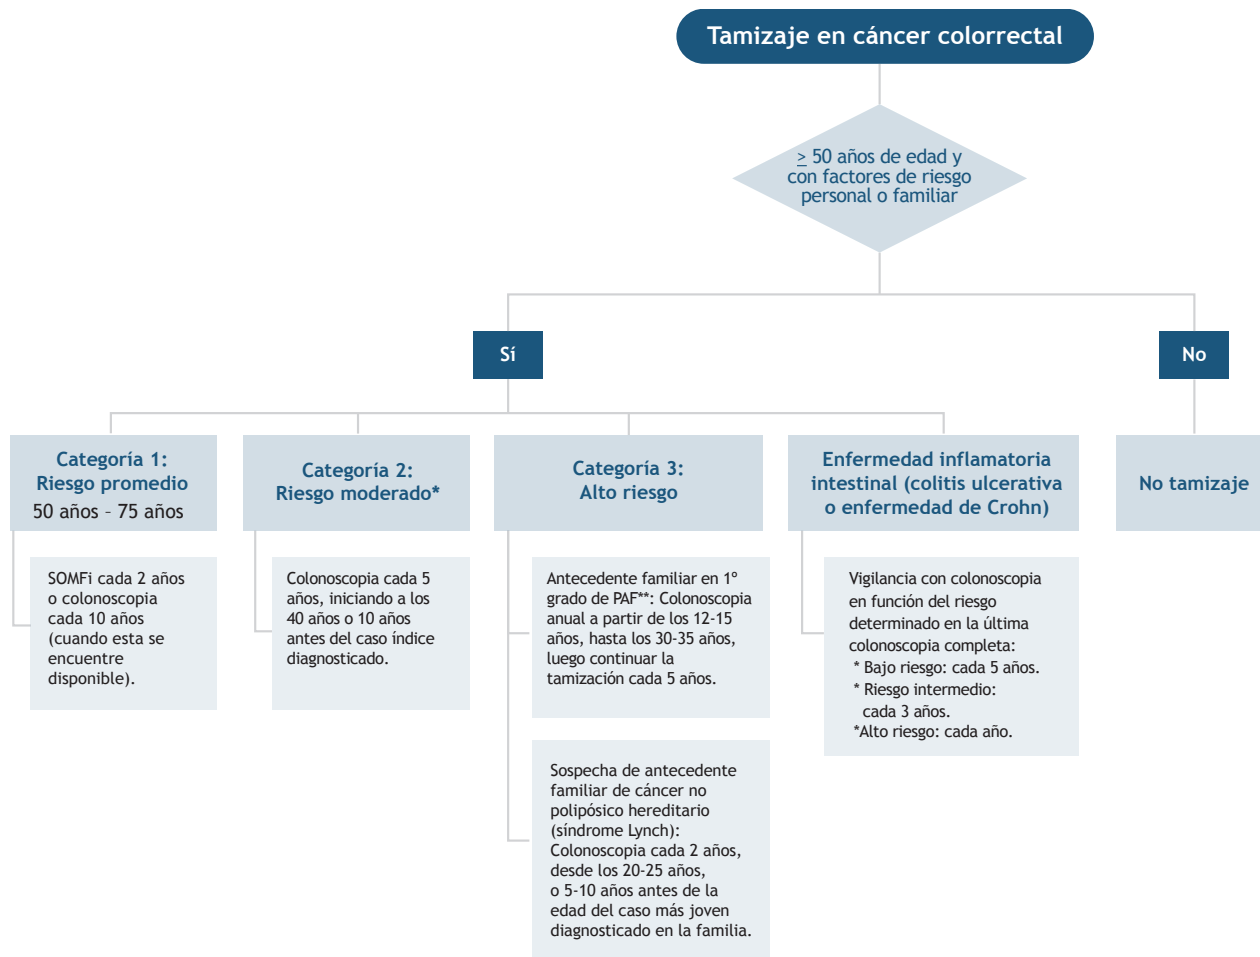 Tamizaje en cáncer colorrectal
≥ 50 años de edad y
con factores de riesgo
personal o familiar
Sí
No
Categoría 1:
Riesgo promedio
50 años - 75 años
SOMFi cada 2 años
o colonoscopia
cada 10 años
(cuando esta se
encuentre
disponible).
Categoría 2:
Riesgo moderado*
Colonoscopia cada 5
años, iniciando a los
40 años o 10 años
antes del caso índice
diagnosticado.
Categoría 3:
Alto riesgo
Antecedente familiar en 1º
grado de PAF**: Colonoscopia
anual a partir de los 12-15
años, hasta los 30-35 años,
luego continuar la
tamización cada 5 años.
Sospecha de antecedente
familiar de cáncer no
polipósico hereditario
(síndrome Lynch):
Colonoscopia cada 2 años,
desde los 20-25 años,
o 5-10 años antes de la
edad del caso más joven
diagnosticado en la familia.
Enfermedad inflamatoria
intestinal (colitis ulcerativa
o enfermedad de Crohn)
Vigilancia con colonoscopia
en función del riesgo
determinado en la última
colonoscopia completa:
* Bajo riesgo: cada 5 años.
* Riesgo intermedio:
cada 3 años.
*Alto riesgo: cada año.
No tamizaje